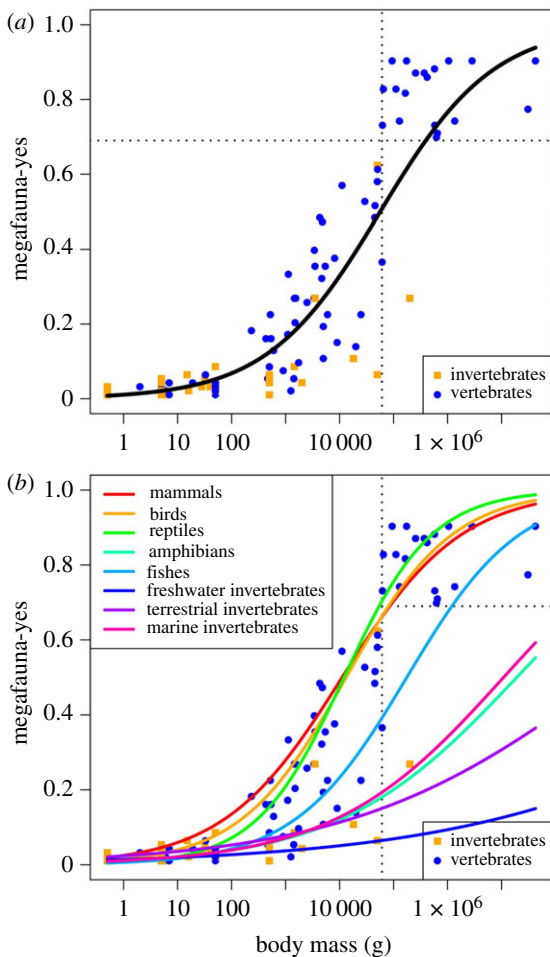 (a)
1.0
0.8
0.6
0.4
0.2
0
megafauna-yes
invertebrates
vertebrates
1 10 100 10 000 1 × 10⁶
(b)
1.0
0.8
0.6
0.4
0.2
0
megafauna-yes
mammals
birds
reptiles
amphibians
fishes
freshwater invertebrates
terrestrial invertebrates
marine invertebrates
invertebrates
vertebrates
1 10 100 10 000 1 × 10⁶
body mass (g)